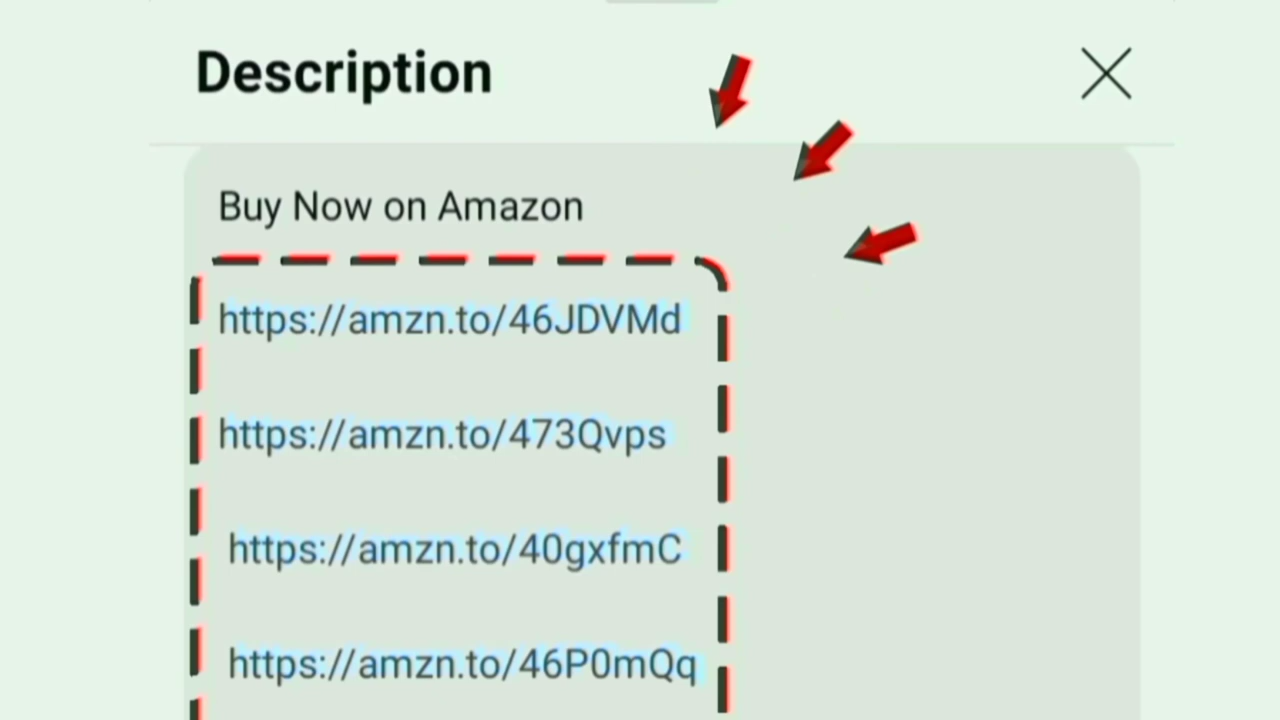 Description
Buy Now on Amazon
https://amzn.to/46JDVMd
https://amzn.to/473Qvps
https://amzn.to/40gxfmC
https://amzn.to/46P0mQq